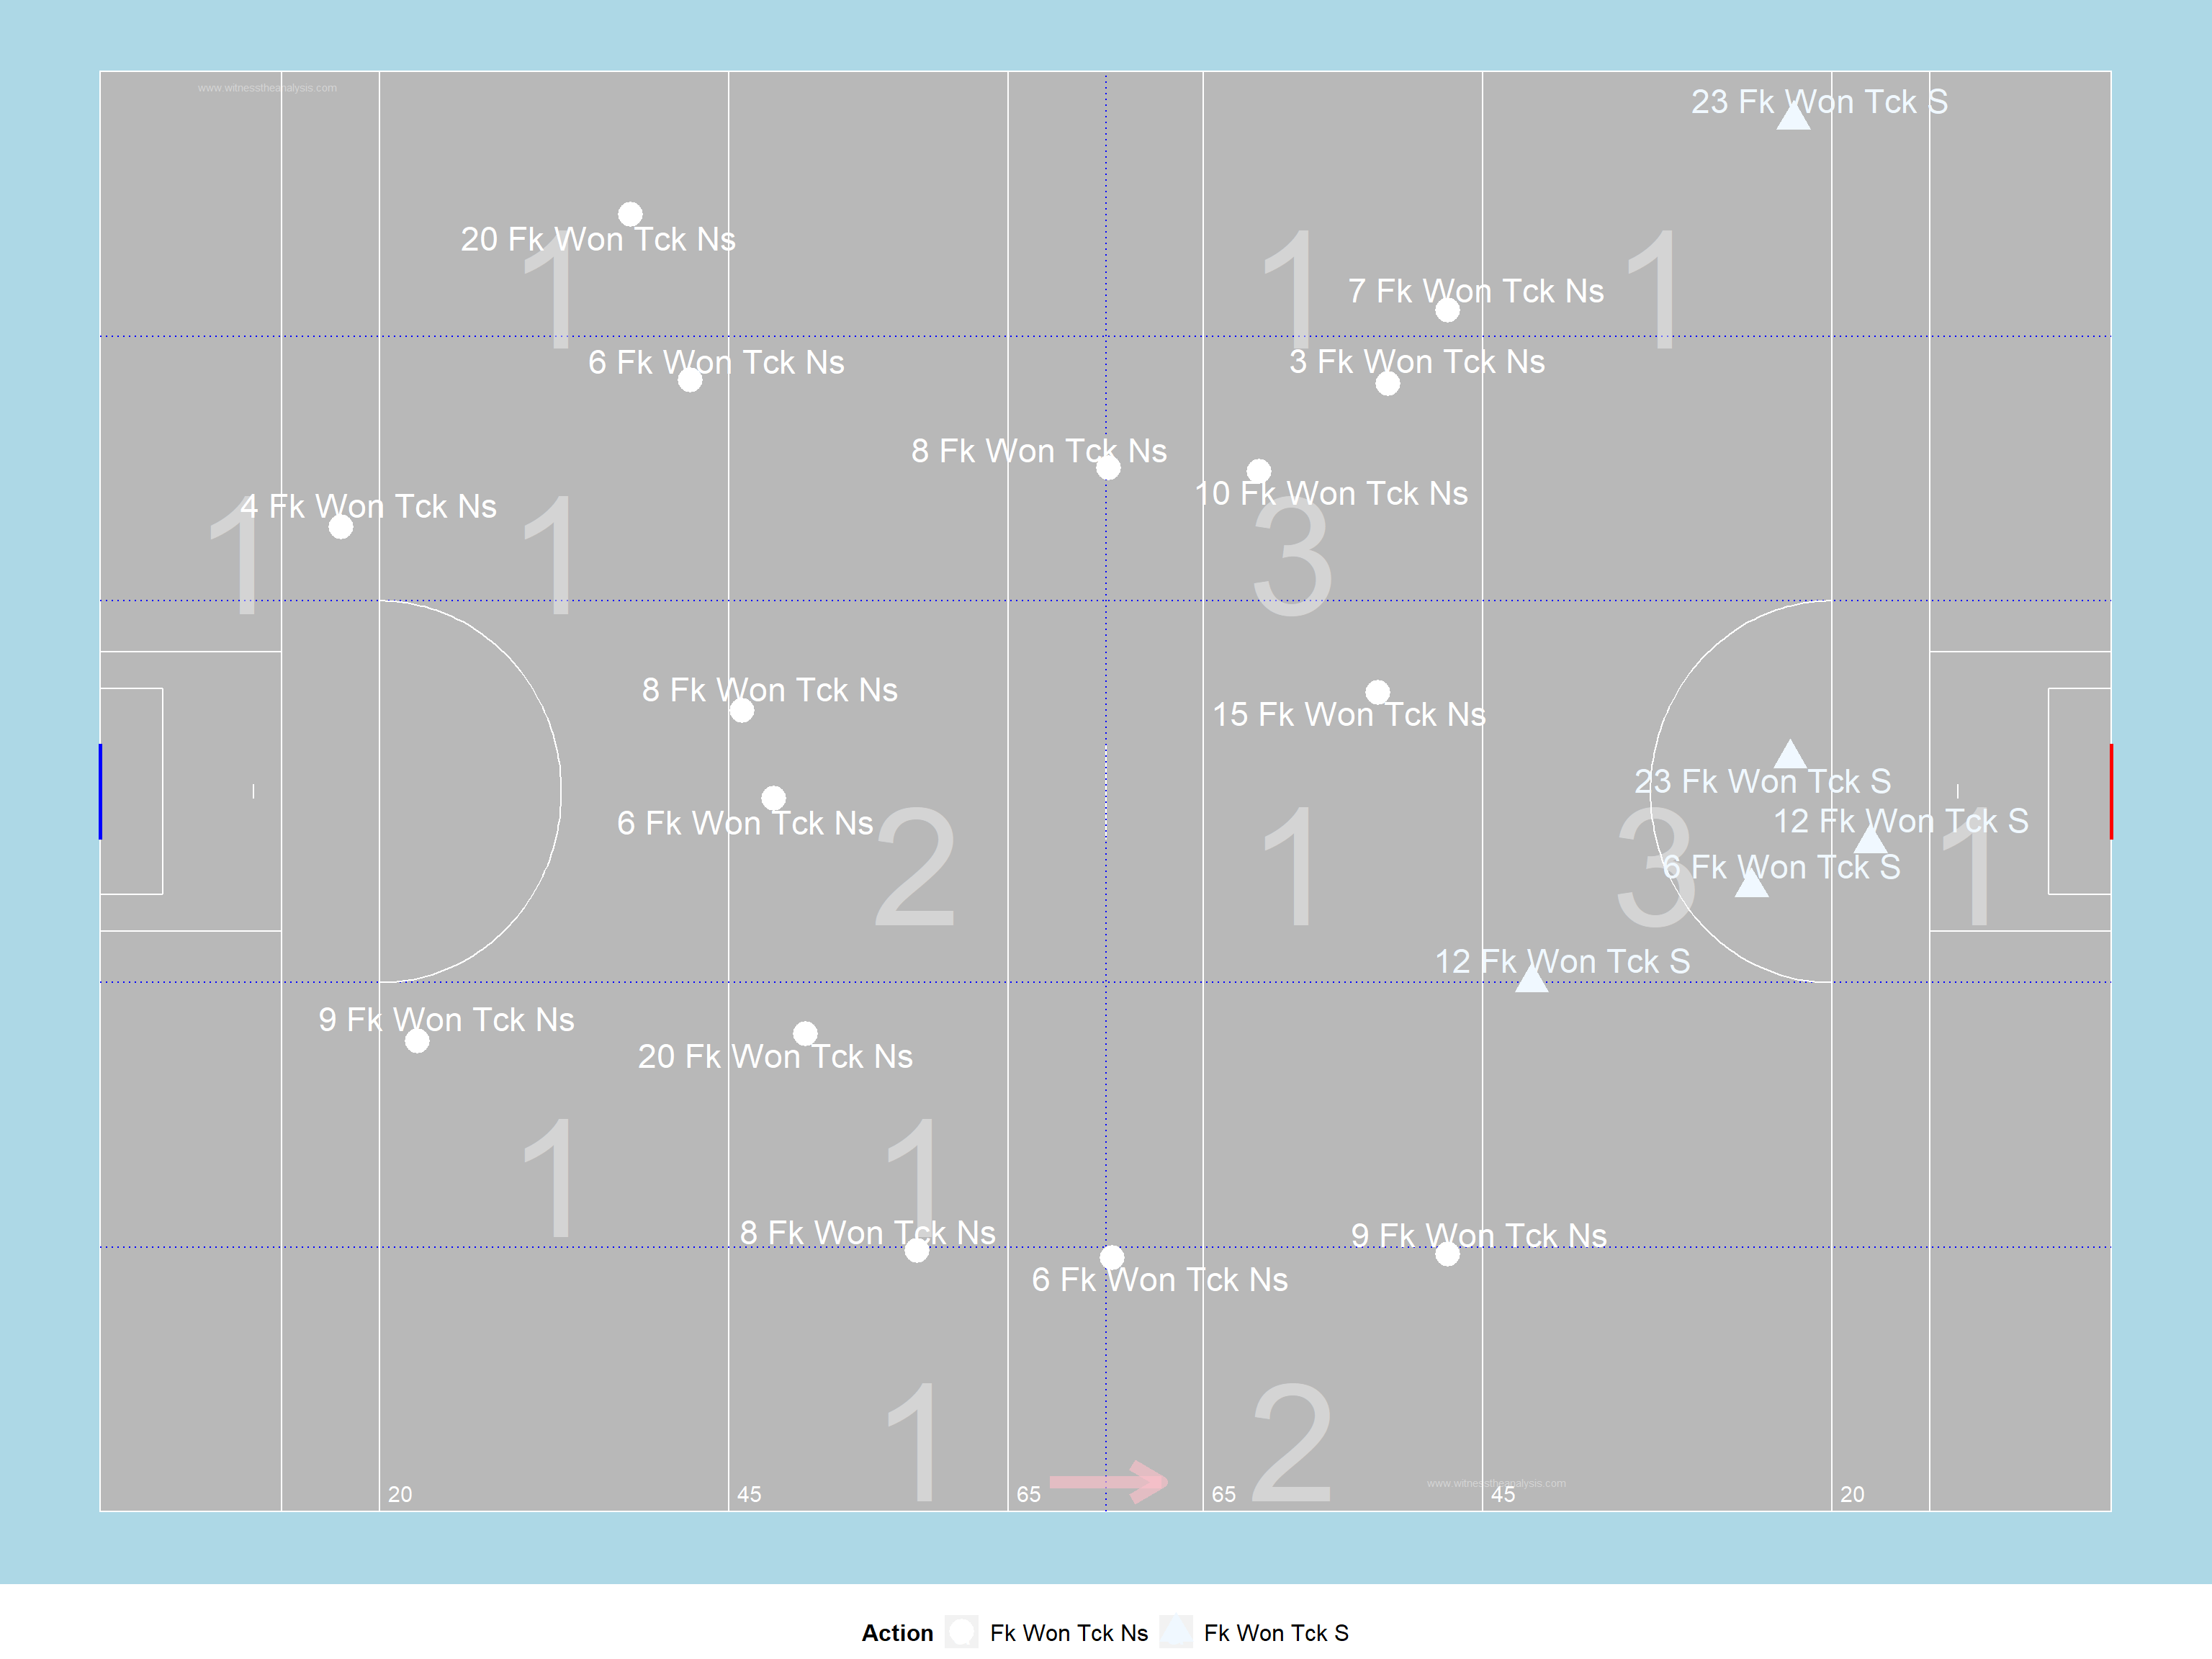 www.witnesstheanalysis.com
23 Fk Won Tck S
20 Fk Won Tck Ns
1
1
1
7 Fk Won Tck Ns
6 Fk Won Tck Ns
3 Fk Won Tck Ns
8 Fk Won Tck Ns
10 Fk Won Tck Ns
4 Fk Won Tck Ns
1
1
3
8 Fk Won Tck Ns
15 Fk Won Tck Ns
23 Fk Won Tck S
6 Fk Won Tck Ns
12 Fk Won Tck S
2
1
3
1
6 Fk Won Tck S
12 Fk Won Tck S
9 Fk Won Tck Ns
20 Fk Won Tck Ns
1
1
8 Fk Won Tck Ns
9 Fk Won Tck Ns
6 Fk Won Tck Ns
1
2
www.witnesstheanalysis.com
20 45 65 65 45 20
Action Fk Won Tck Ns Fk Won Tck S